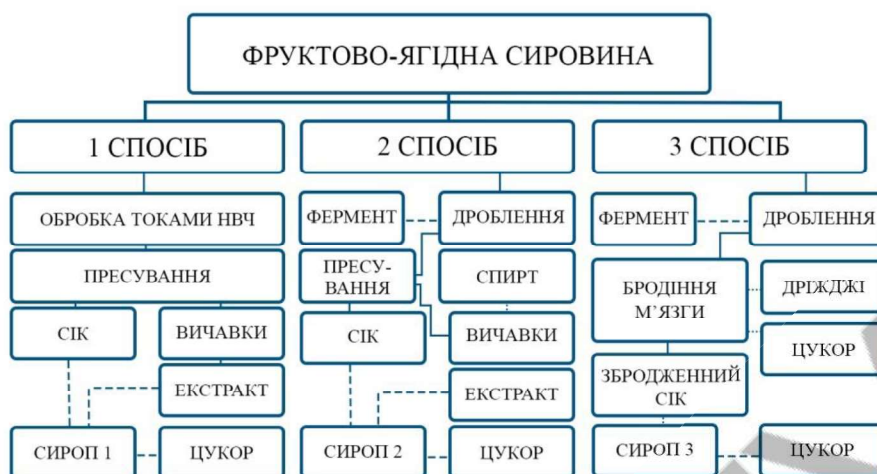 ФРУКТОВО-ЯГІДНА СИРОВИНА
1 СПОСІБ
ОБРОБКА ТОКАМИ НВЧ
ПРЕСУВАННЯ
СІК
ВИЧАВКИ
ЕКСТРАКТ
СИРОП 1
ЦУКОР
2 СПОСІБ
ФЕРМЕНТ
ДРОБЛЕННЯ
ПРЕСУ-
ВАННЯ
СПИРТ
СІК
ВИЧАВКИ
ЕКСТРАКТ
СИРОП 2
ЦУКОР
3 СПОСІБ
ФЕРМЕНТ
ДРОБЛЕННЯ
БРОДІННЯ
М’ЯЗГИ
ДРІЖДЖІ
ЦУКОР
ЗБРОДЖЕННИЙ
СІК
СИРОП 3
ЦУКОР